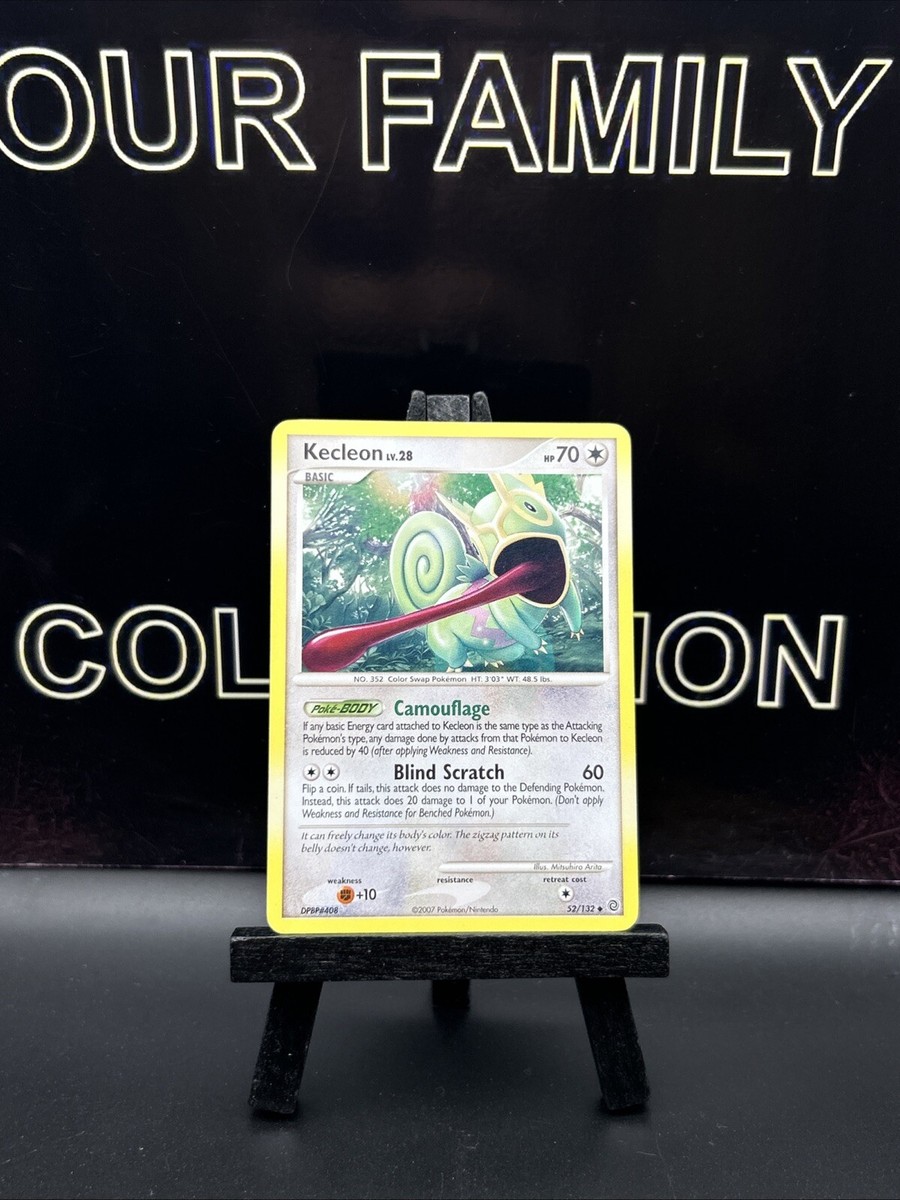 OUR FAMILY
COL ION
Kecleon LV.28
HP 70
BASIC
NO. 352 Color Swap Pokémon HT. 3'03" WT. 48.5 lbs.
Poké-BODY Camouflage
If any basic Energy card attached to Kecleon is the same type as the Attacking
Pokémon's type, any damage done by attacks from that Pokémon to Kecleon
is reduced by 40 (after applying Weakness and Resistance).
Blind Scratch 60
Flip a coin. If tails, this attack does no damage to the Defending Pokémon.
Instead, this attack does 20 damage to 1 of your Pokémon. (Don't apply
Weakness and Resistance for Benched Pokémon.)
It can freely change its body's color. The zigzag pattern on its
belly doesn't change, however.
Illus. Mitsuhiro Arita
weakness resistance retreat cost
+10
DPBP#408 ©2007 Pokémon/Nintendo 52/132